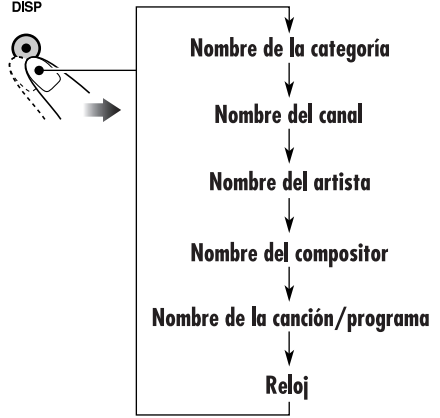 DISP
Nombre de la categoría
Nombre del canal
Nombre del artista
Nombre del compositor
Nombre de la canción/programa
Reloj